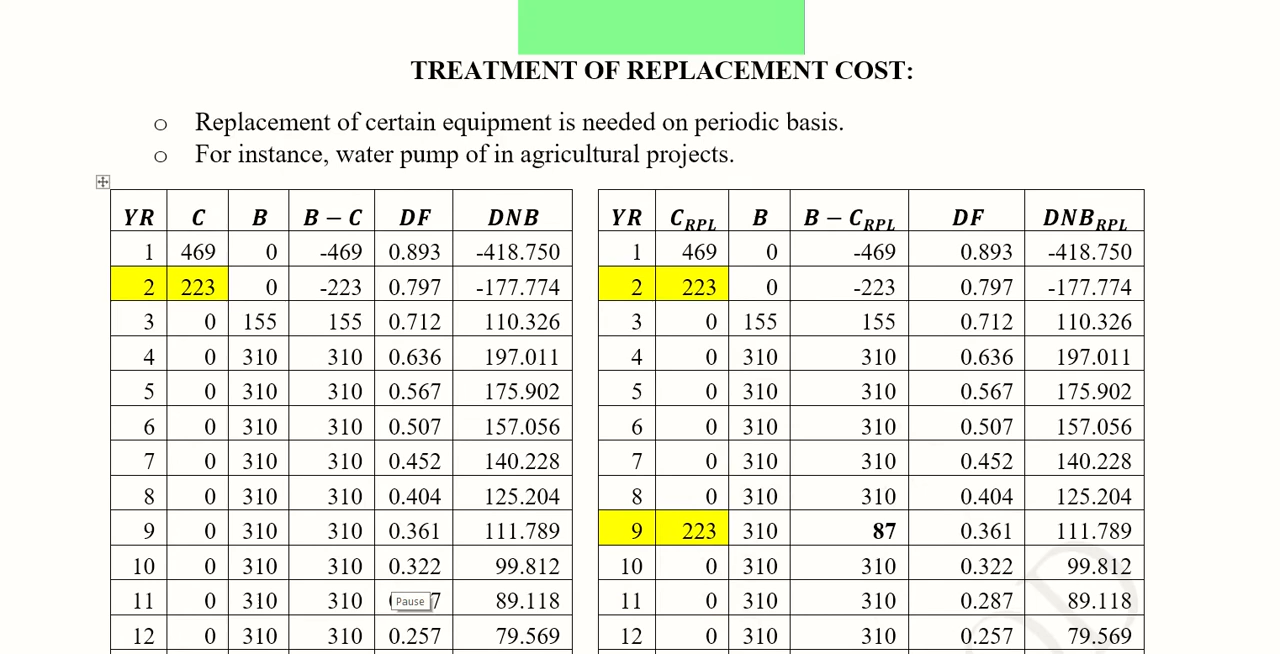 TREATMENT OF REPLACEMENT COST:
o Replacement of certain equipment is needed on periodic basis.
o For instance, water pump of in agricultural projects.
YR C B B − C DF DNB YR C_RPL B B − C_RPL DF DNB_RPL
1 469 0 -469 0.893 -418.750 1 469 0 -469 0.893 -418.750
2 223 0 -223 0.797 -177.774 2 223 0 -223 0.797 -177.774
3 0 155 155 0.712 110.326 3 0 155 155 0.712 110.326
4 0 310 310 0.636 197.011 4 0 310 310 0.636 197.011
5 0 310 310 0.567 175.902 5 0 310 310 0.567 175.902
6 0 310 310 0.507 157.056 6 0 310 310 0.507 157.056
7 0 310 310 0.452 140.228 7 0 310 310 0.452 140.228
8 0 310 310 0.404 125.204 8 0 310 310 0.404 125.204
9 0 310 310 0.361 111.789 9 223 310 87 0.361 111.789
10 0 310 310 0.322 99.812 10 0 310 310 0.322 99.812
11 0 310 310 Pause 7 89.118 11 0 310 310 0.287 89.118
12 0 310 310 0.257 79.569 12 0 310 310 0.257 79.569